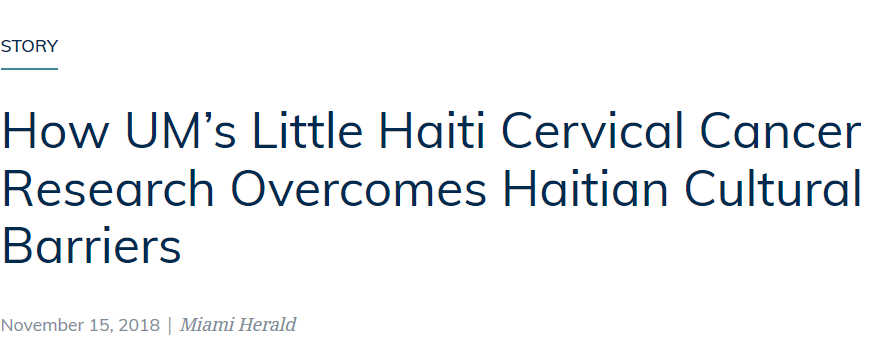 STORY
How UM’s Little Haiti Cervical Cancer
Research Overcomes Haitian Cultural
Barriers
November 15, 2018 | Miami Herald